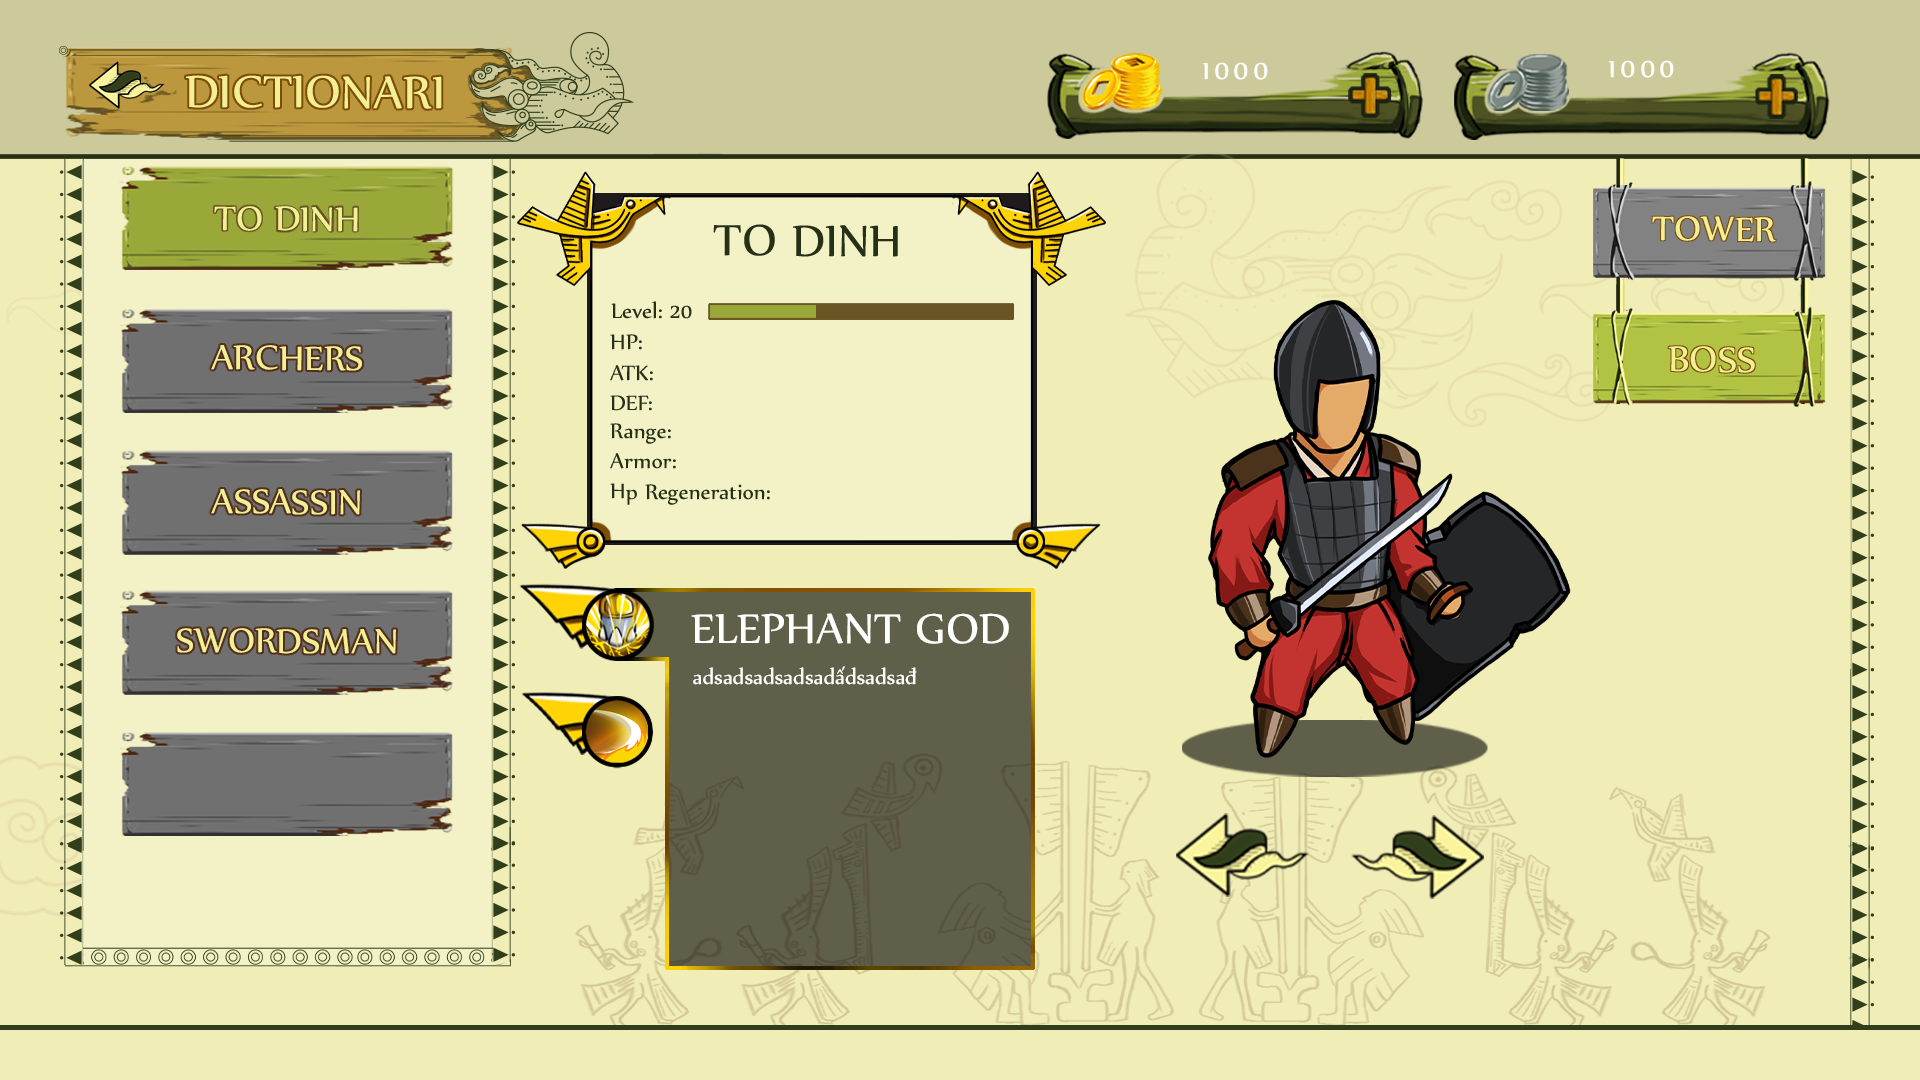 DICTIONARI
1000
1000
TO DINH
ARCHERS
ASSASSIN
SWORDSMAN
TO DINH
Level: 20
HP:
ATK:
DEF:
Range:
Armor:
Hp Regeneration:
ELEPHANT GOD
adsadsadsadsadấdsadsađ
TOWER
BOSS